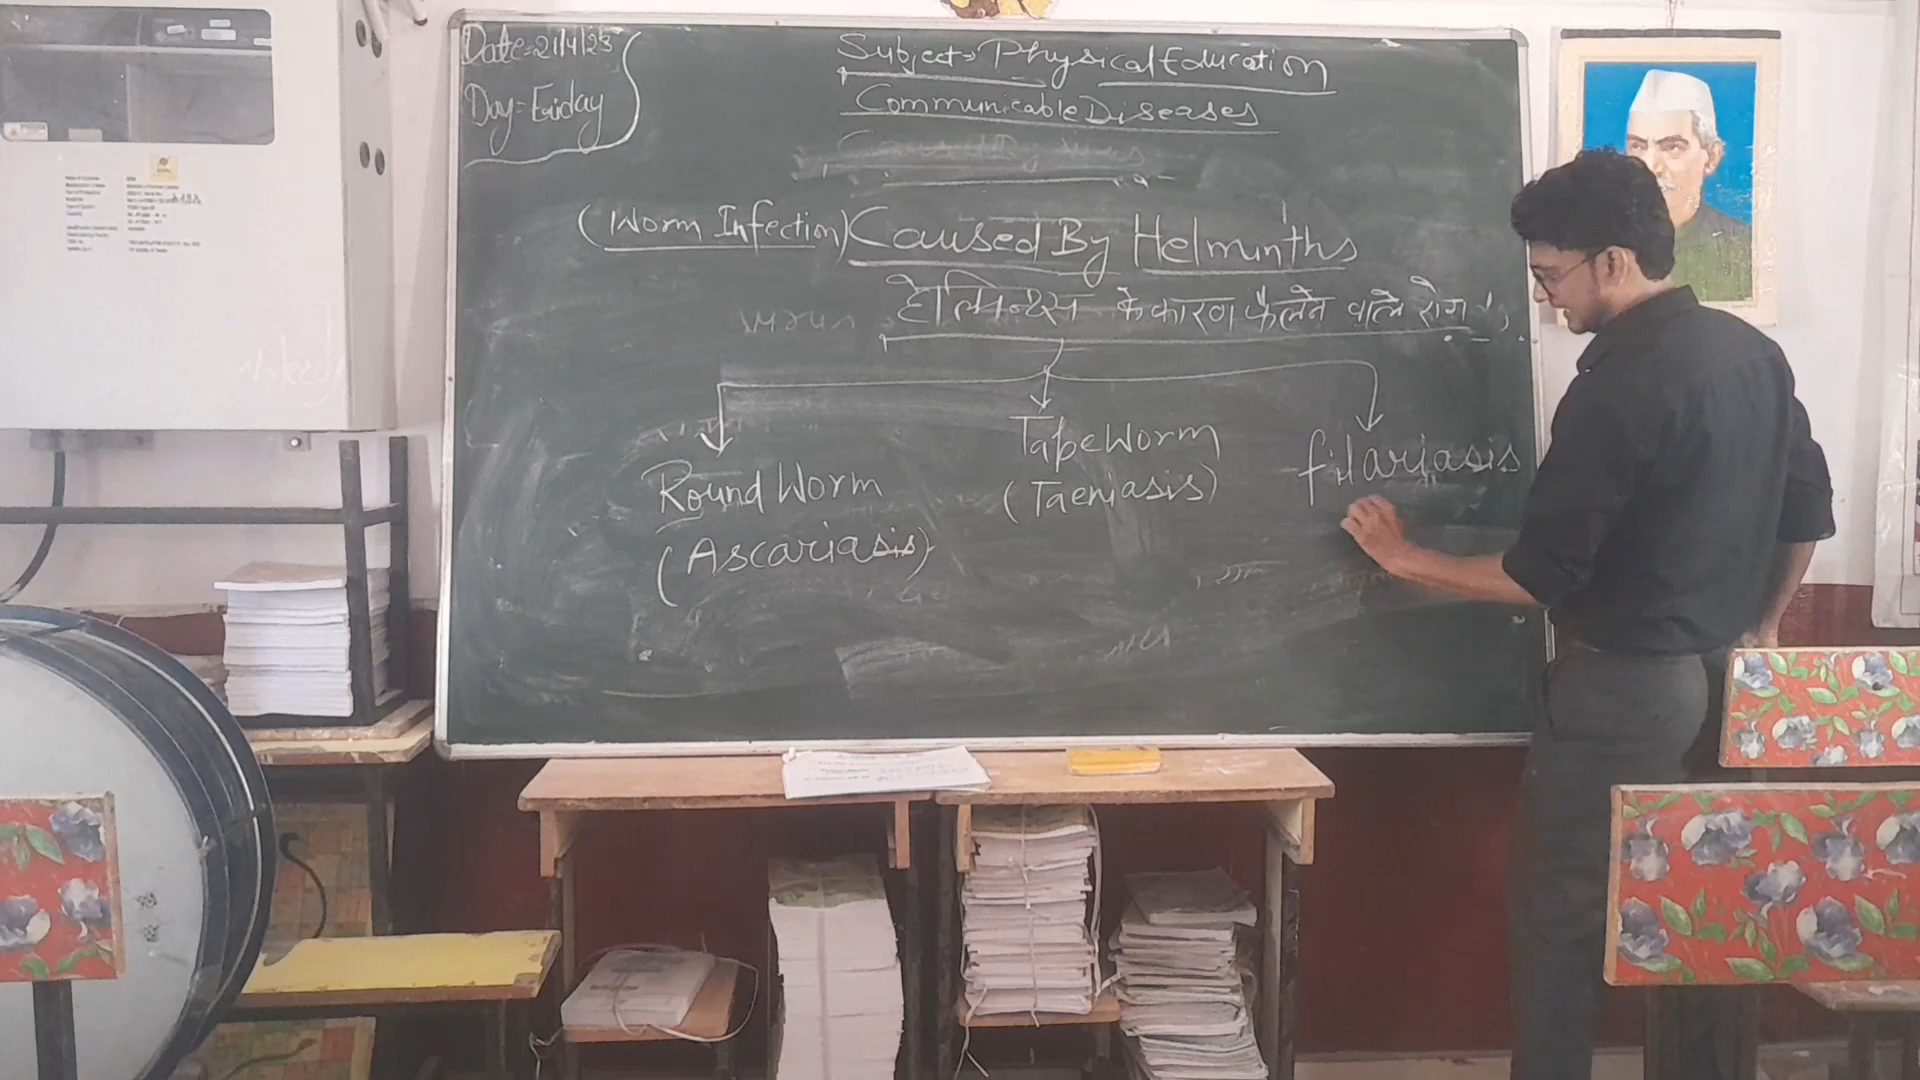 Date=21/4/23
Day=Friday
Subject→Physical Education
Communicable Diseases
(Worm Infection) Caused By Helminths
हेल्मिन्थ्स के कारण फैलने वाले रोग
Round Worm
(Ascariasis)
TapeWorm
(Taeniasis)
filariasis